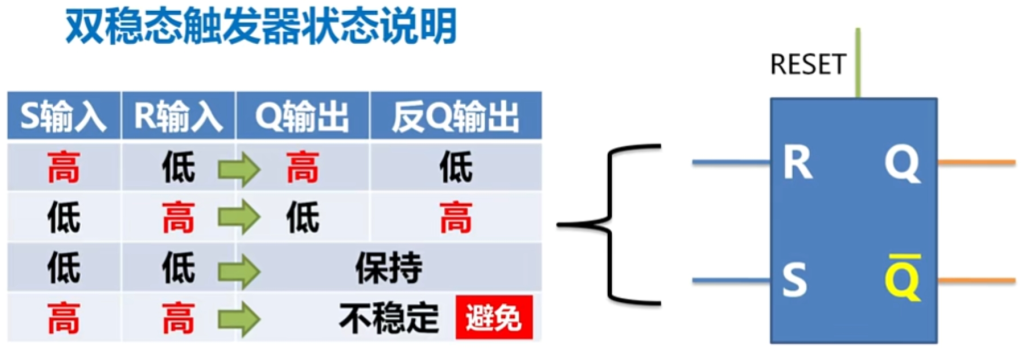 双稳态触发器状态说明
S输入 R输入 Q输出 反Q输出
高 低 高 低
低 高 低 高
低 低 保持
高 高 不稳定 避免
RESET
R Q
S Q̅